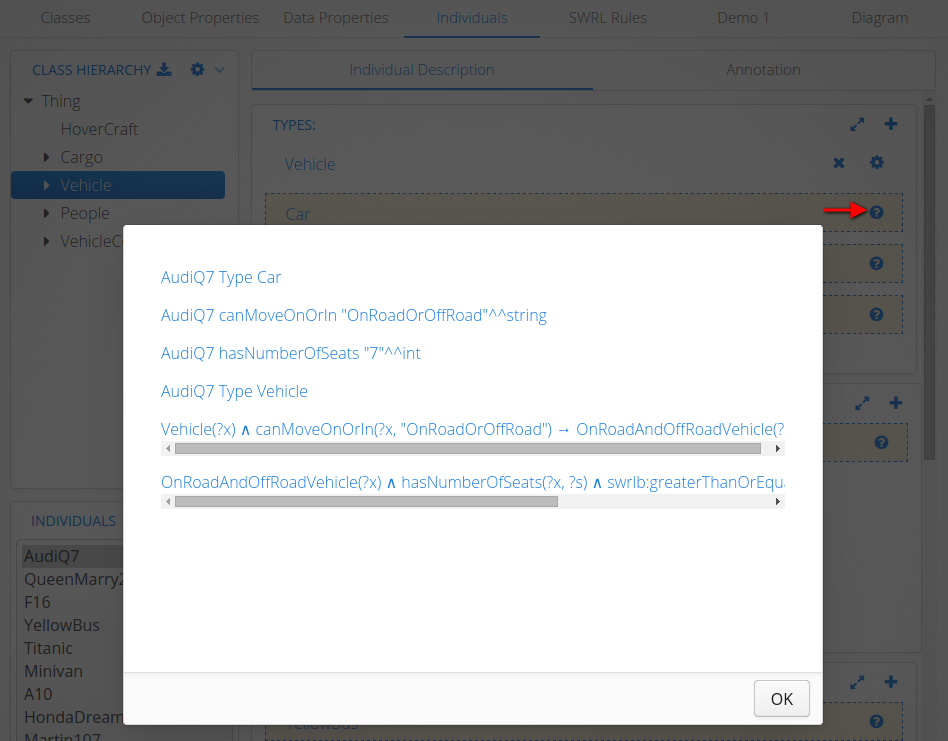 Classes Object Properties Data Properties Individuals SWRL Rules Demo 1 Diagram
CLASS HIERARCHY
Thing
HoverCraft
Cargo
Vehicle
People
VehicleC
Individual Description Annotation
TYPES:
Vehicle
Car
AudiQ7 Type Car
AudiQ7 canMoveOnOrIn "OnRoadOrOffRoad"^^string
AudiQ7 hasNumberOfSeats "7"^^int
AudiQ7 Type Vehicle
Vehicle(?x) ∧ canMoveOnOrIn(?x, "OnRoadOrOffRoad") → OnRoadAndOffRoadVehicle(?
OnRoadAndOffRoadVehicle(?x) ∧ hasNumberOfSeats(?x, ?s) ∧ swrlb:greaterThanOrEqua
OK
INDIVIDUALS
AudiQ7
QueenMarry2
F16
YellowBus
Titanic
Minivan
A10
HondaDream
Martin107
YellowBus